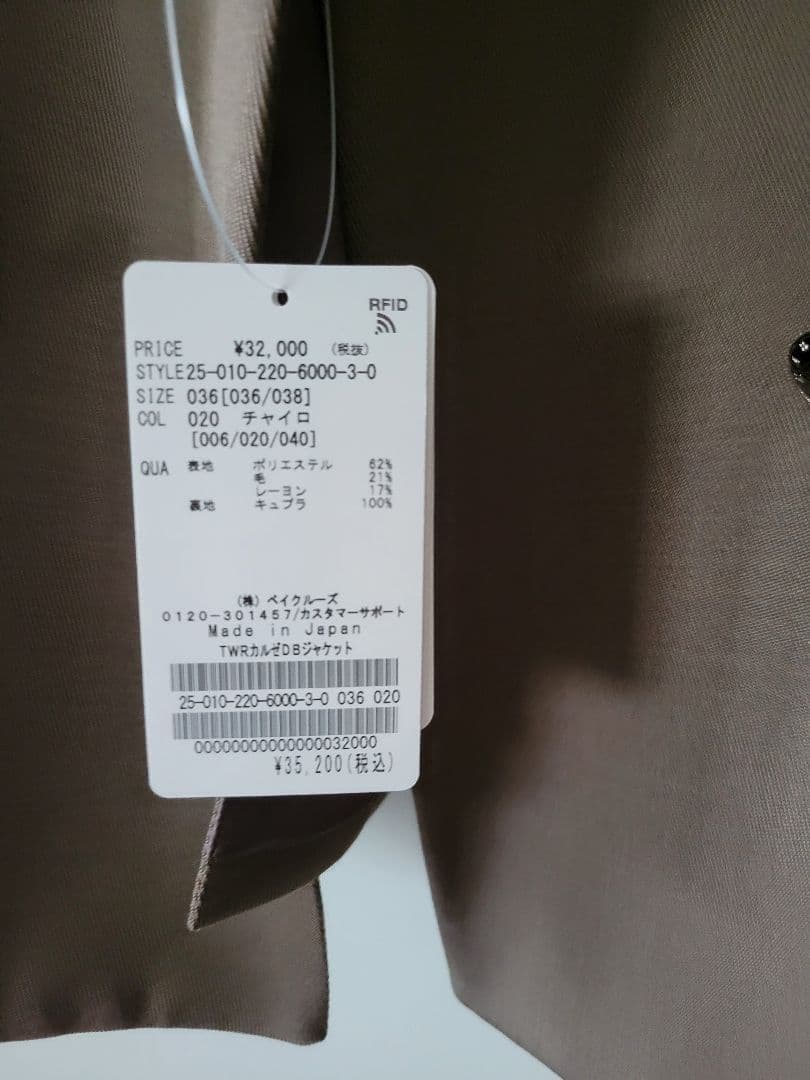 RFID
PRICE ¥32,000 (税抜)
STYLE25-010-220-6000-3-0
SIZE 036[036/038]
COL 020 チャイロ
[006/020/040]
QUA 表地 ポリエステル 62%
毛 21%
レーヨン 17%
裏地 キュプラ 100%
(株) ベイクルーズ
0120-301457/カスタマーサポート
Made in Japan
TWRカルゼDBジャケット
25-010-220-6000-3-0 036 020
00000000000000032000
¥35,200(税込)